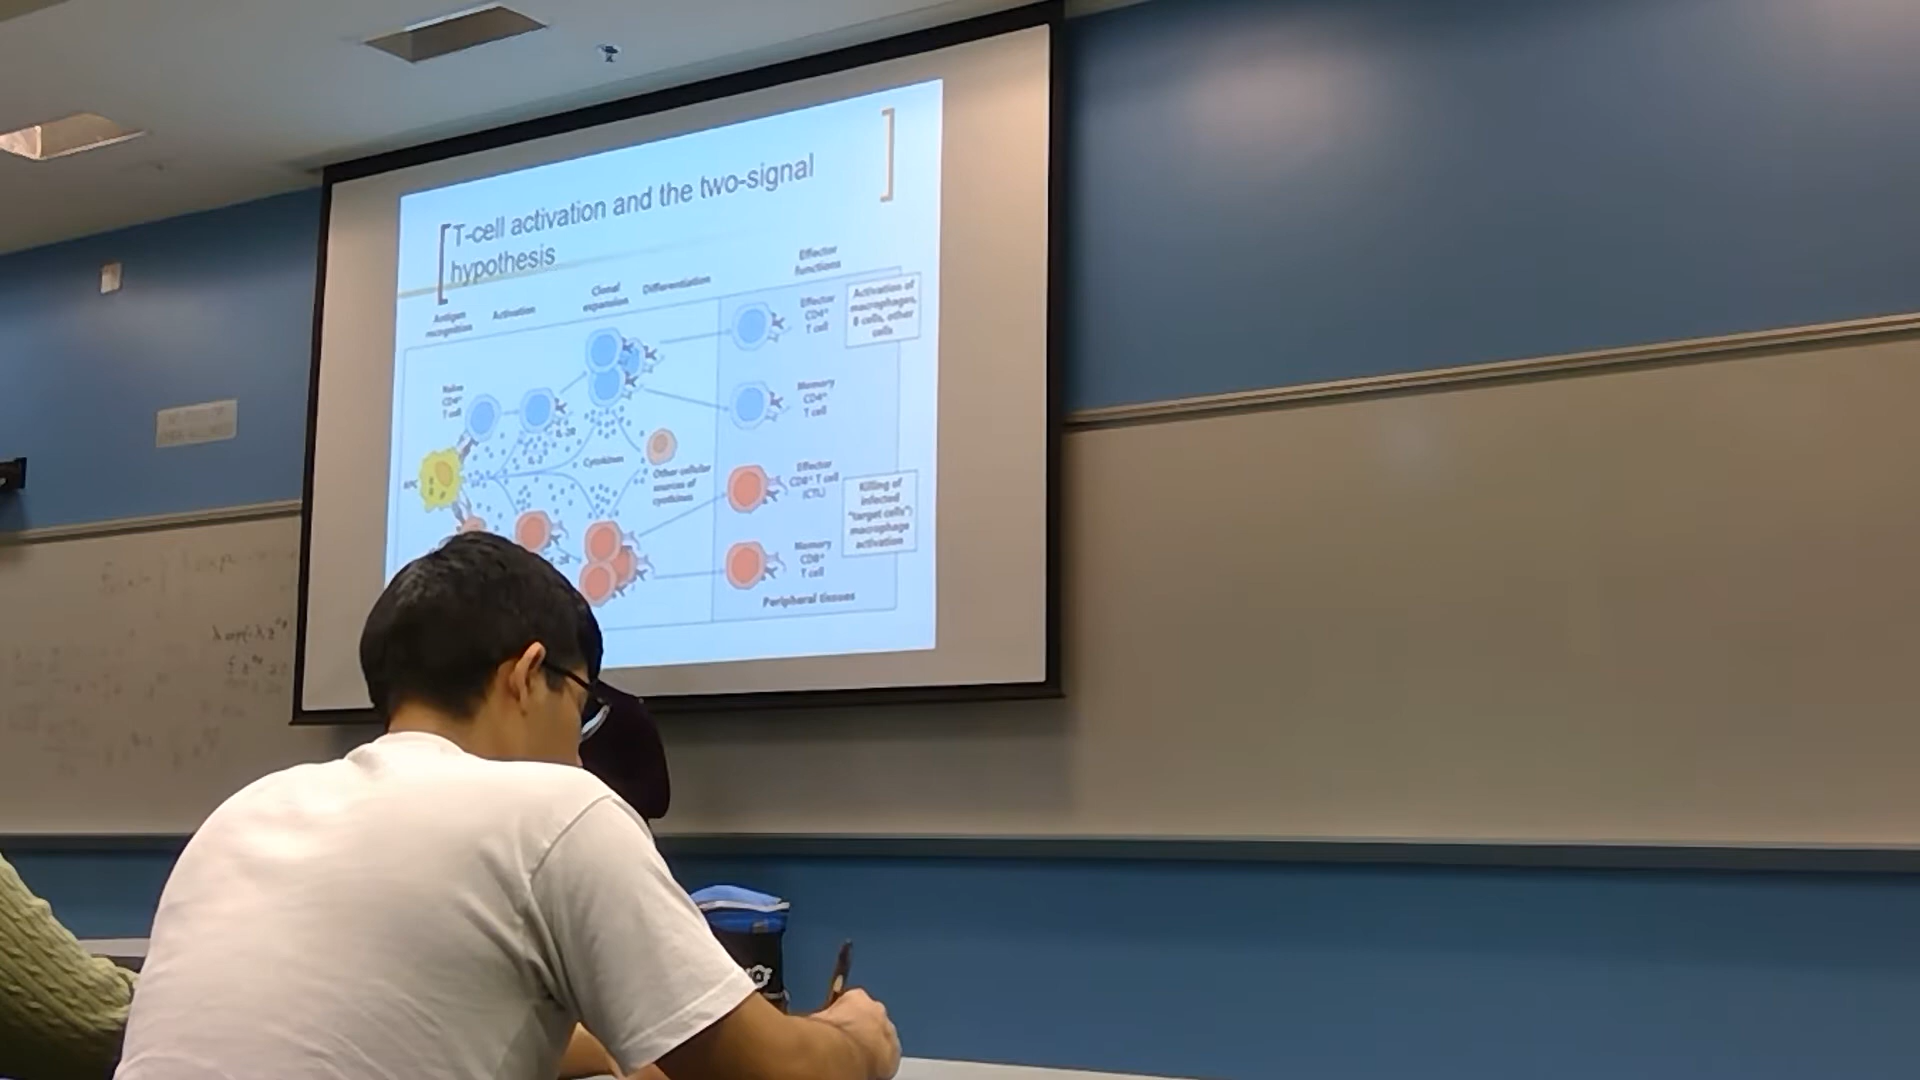 T-cell activation and the two-signal
hypothesis
Antigen
recognition
Activation
Clonal
expansion
Differentiation
Effector
functions
Naive
CD4+
T cell
APC
IL-2R
IL-2
Cytokines
Other cellular
sources of
cytokines
Effector
CD4+
T cell
Activation of
macrophages,
B cells, other
cells
Memory
CD4+
T cell
Effector
CD8+ T cell
(CTL)
Killing of
infected
"target cells";
macrophage
activation
Memory
CD8+
T cell
Peripheral tissues